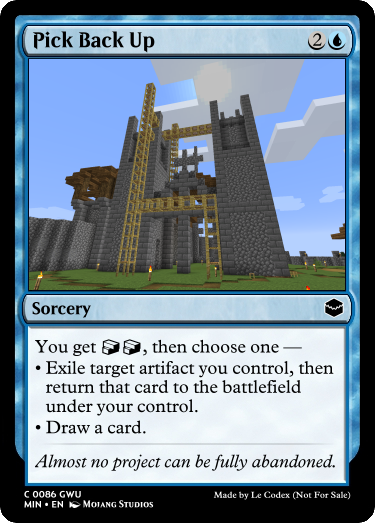 Pick Back Up 2
Sorcery
You get , then choose one —
• Exile target artifact you control, then
return that card to the battlefield
under your control.
• Draw a card.
Almost no project can be fully abandoned.
C 0086 GWU
MIN • EN Mojang Studios
Made by Le Codex (Not For Sale)